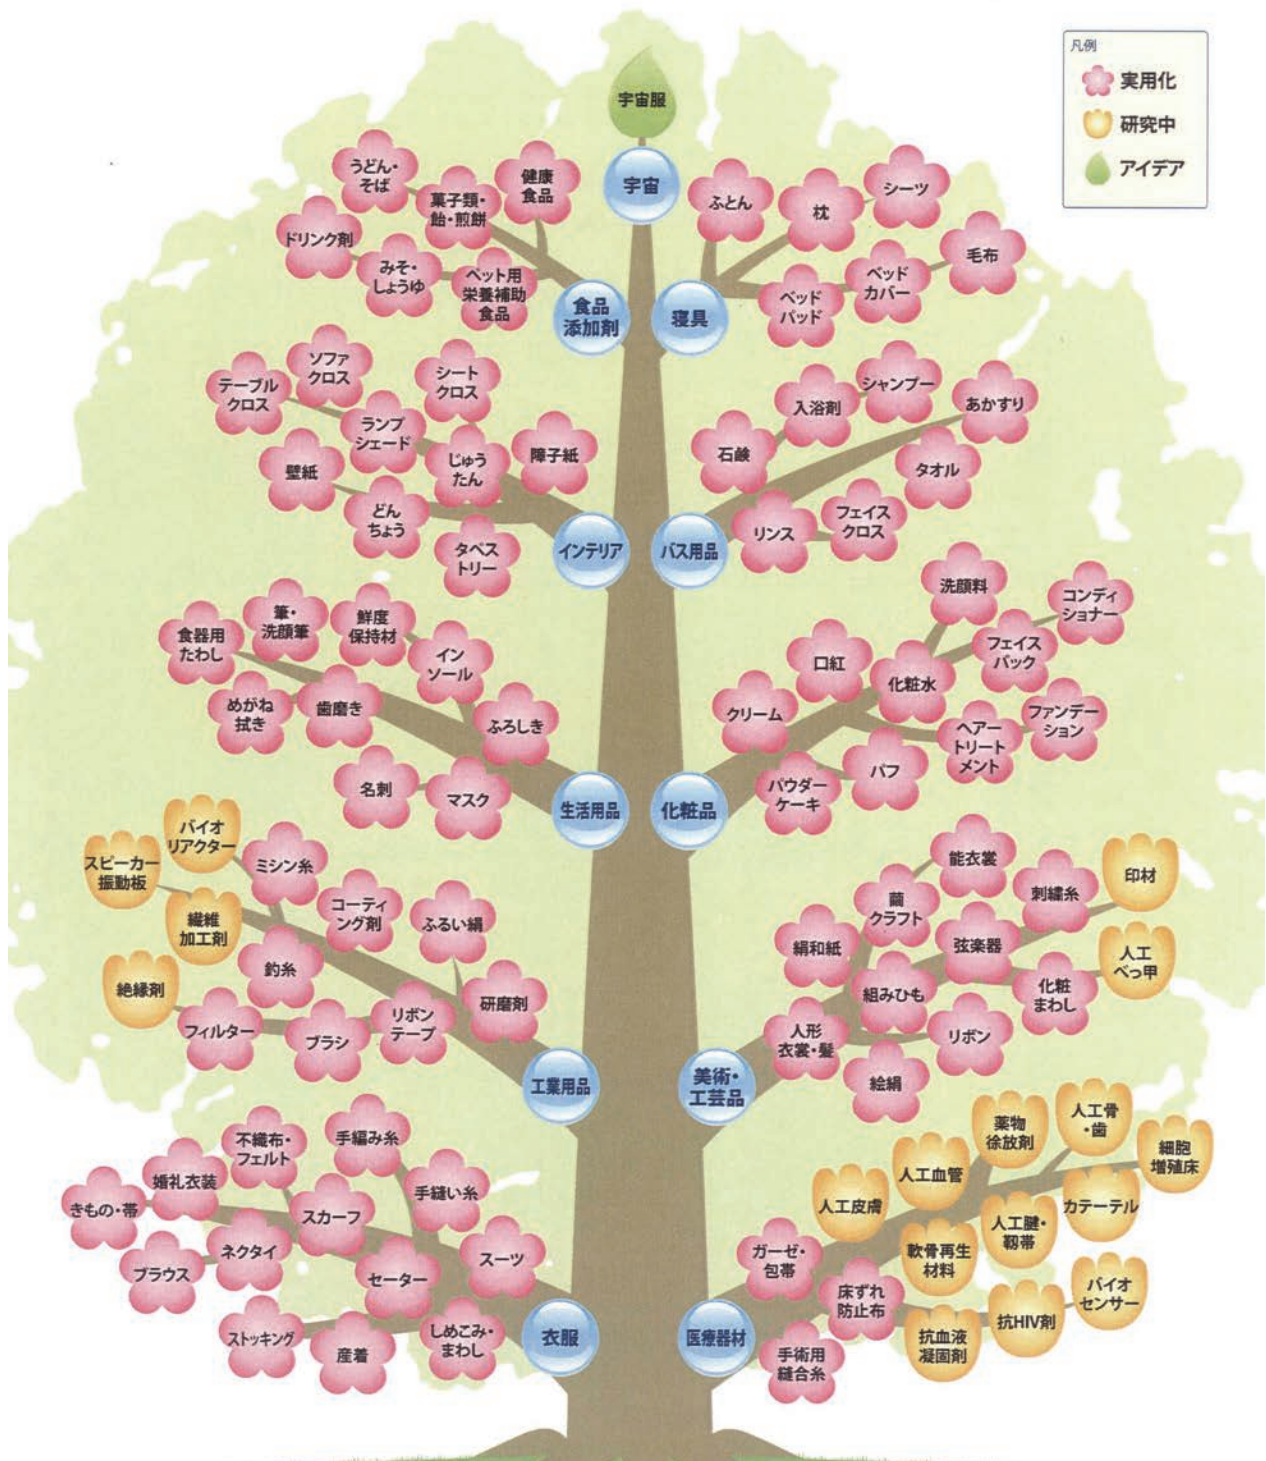 凡例
実用化
研究中
アイデア
宇宙服
宇宙
うどん・
そば
菓子類・
飴・煎餅
健康
食品
ドリンク剤
みそ・
しょうゆ
ペット用
栄養補助
食品
食品
添加剤
ふとん
枕
シーツ
ベッド
パッド
ベッド
カバー
毛布
寝具
テーブル
クロス
ソファ
クロス
シート
クロス
ランプ
シェード
じゅう
たん
障子紙
壁紙
どん
ちょう
タペス
トリー
インテリア
石鹸
入浴剤
シャンプー
あかすり
タオル
リンス
フェイス
クロス
バス用品
食器用
たわし
筆・
洗顔筆
鮮度
保持材
イン
ソール
めがね
拭き
歯磨き
ふろしき
名刺
マスク
生活用品
洗顔料
コンディ
ショナー
口紅
化粧水
フェイス
パック
クリーム
ヘアー
トリート
メント
ファンデー
ション
パウダー
ケーキ
パフ
化粧品
スピーカー
振動板
バイオ
リアクター
ミシン糸
繊維
加工剤
コーティ
ング剤
ふるい絹
絶縁剤
釣糸
フィルター
ブラシ
リボン
テープ
研磨剤
工業用品
能衣裳
繭
クラフト
刺繍糸
印材
絹和紙
弦楽器
人工
べっ甲
組みひも
化粧
まわし
人形
衣裳・髪
リボン
絵絹
美術・
工芸品
きもの・帯
婚礼衣装
不織布・
フェルト
手編み糸
手縫い糸
スカーフ
ブラウス
ネクタイ
セーター
スーツ
ストッキング
産着
しめこみ・
まわし
衣服
薬物
徐放剤
人工骨
・歯
細胞
増殖床
人工血管
人工皮膚
カテーテル
人工腱・
靭帯
軟骨再生
材料
ガーゼ・
包帯
床ずれ
防止布
抗血液
凝固剤
抗HIV剤
バイオ
センサー
手術用
縫合糸
医療器材